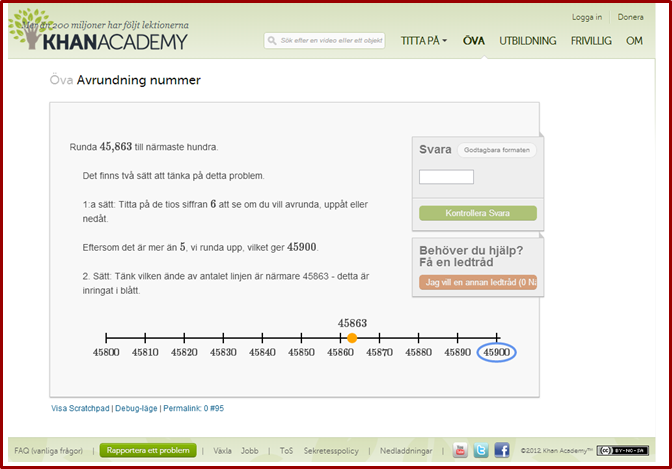 Mer än 200 miljoner har följt lektionerna
KHANACADEMY
Logga in | Donera
Sök efter en video eller ett objekt
TITTA PÅ ÖVA UTBILDNING FRIVILLIG OM
Öva Avrundning nummer
Runda 45,863 till närmaste hundra.
Det finns två sätt att tänka på detta problem.
1:a sätt: Titta på de tios siffran 6 att se om du vill avrunda, uppåt eller
nedåt.
Eftersom det är mer än 5, vi runda upp, vilket ger 45900.
2. Sätt: Tänk vilken ände av antalet linjen är närmare 45863 - detta är
inringat i blått.
45863
45800 45810 45820 45830 45840 45850 45860 45870 45880 45890 45900
Svara
Godtagbara formaten
Kontrollera Svara
Behöver du hjälp?
Få en ledtråd
Jag vill en annan ledtråd (0 Nä
Visa Scratchpad | Debug-läge | Permalink: 0 #95
FAQ (vanliga frågor) | Rapportera ett problem | Växla Jobb | ToS Sekretesspolicy | Nedladdningar | You Tube t f ©2012 Khan Academy™ cc BY-NC-SA